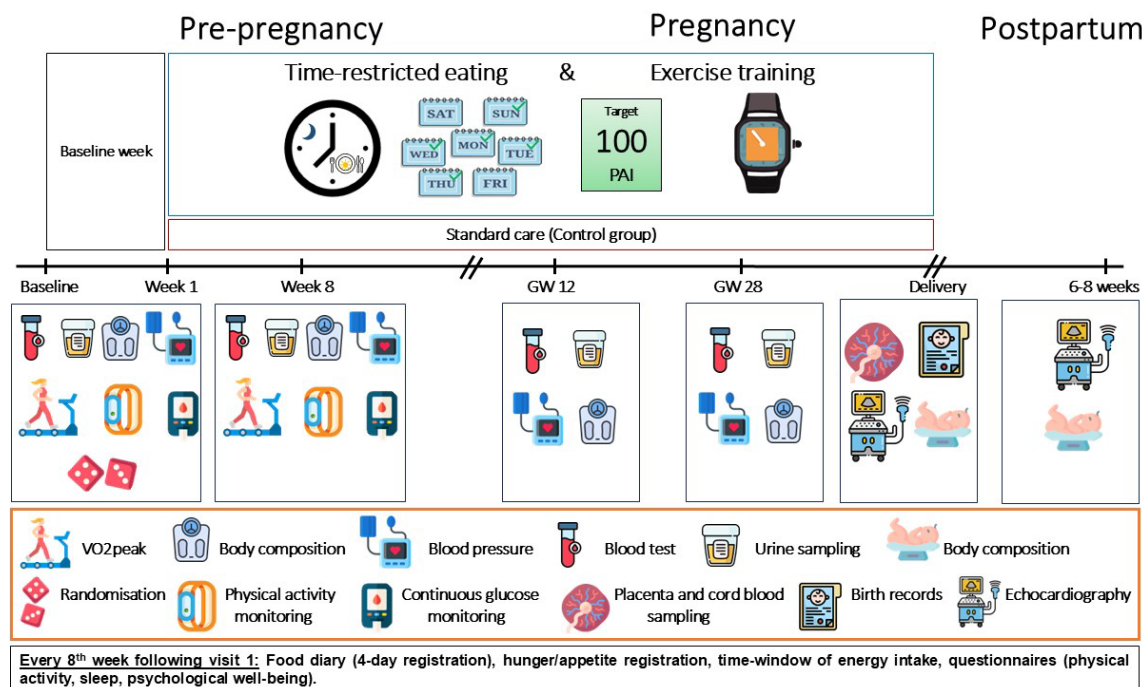 Pre-pregnancy
Pregnancy
Postpartum
Time-restricted eating & Exercise training
Baseline week
SAT
SUN
WED
MON
TUE
THU
FRI
Target
100
PAI
Standard care (Control group)
Baseline
Week 1
Week 8
GW 12
GW 28
Delivery
6-8 weeks
VO2peak
Body composition
Blood pressure
Blood test
Urine sampling
Body composition
Randomisation
Physical activity
monitoring
Continuous glucose
monitoring
Placenta and cord blood
sampling
Birth records
Echocardiography
Every 8th week following visit 1: Food diary (4-day registration), hunger/appetite registration, time-window of energy intake, questionnaires (physical
activity, sleep, psychological well-being).